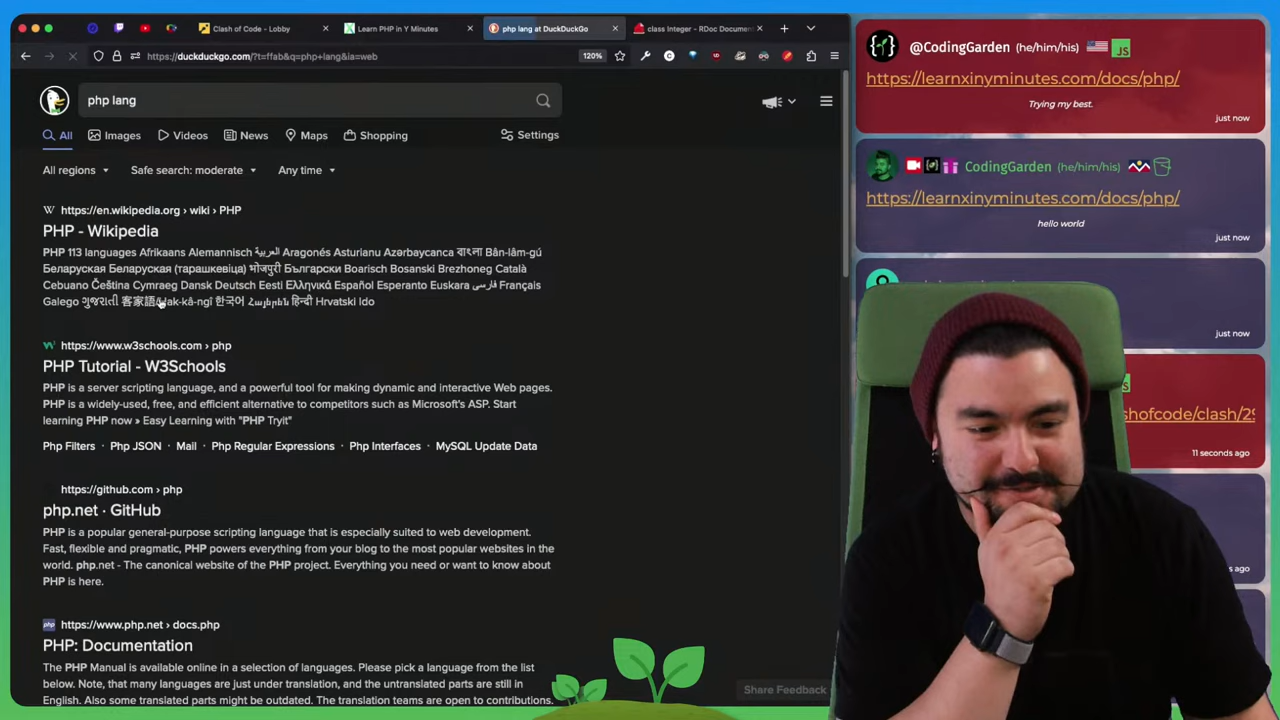 Clash of Code - Lobby
Learn PHP in Y Minutes
php lang at DuckDuckGo
class Integer - RDoc Documen
https://duckduckgo.com/?t=ffab&q=php+lang&ia=web
120%
php lang
All
Images
Videos
News
Maps
Shopping
Settings
All regions
Safe search: moderate
Any time
https://en.wikipedia.org › wiki › PHP
PHP - Wikipedia
PHP 113 languages Afrikaans Alemannisch العربية Aragonés Asturianu Azərbaycanca বাংলা Bân-lâm-gú
Беларуская Беларуская (тарашкевіца) भोजपुरी Български Boarisch Bosanski Brezhoneg Català
Cebuano Čeština Cymraeg Dansk Deutsch Eesti Ελληνικά Español Esperanto Euskara فارسی Français
Galego ગુજરાતી 客家語 한국어 Հայերեն हिन्दी Hrvatski Ido
https://www.w3schools.com › php
PHP Tutorial - W3Schools
PHP is a server scripting language, and a powerful tool for making dynamic and interactive Web pages.
PHP is a widely-used, free, and efficient alternative to competitors such as Microsoft's ASP. Start
learning PHP now » Easy Learning with "PHP Tryit"
Php Filters · Php JSON · Mail · Php Regular Expressions · Php Interfaces · MySQL Update Data
https://github.com › php
php.net · GitHub
PHP is a popular general-purpose scripting language that is especially suited to web development.
Fast, flexible and pragmatic, PHP powers everything from your blog to the most popular websites in the
world. php.net - The canonical website of the PHP project. Everything you need or want to know about
PHP is here.
https://www.php.net › docs.php
PHP: Documentation
The PHP Manual is available online in a selection of languages. Please pick a language from the list
below. Note, that many languages are just under translation, and the untranslated parts are still in
English. Also some translated parts might be outdated. The translation teams are open to contributions.
Share Feedback
@CodingGarden (he/him/his)
JS
https://learnxinyminutes.com/docs/php/
Trying my best.
just now
CodingGarden (he/him/his)
https://learnxinyminutes.com/docs/php/
hello world
just now
just now
shofcode/clash/29
11 seconds ago
s ago